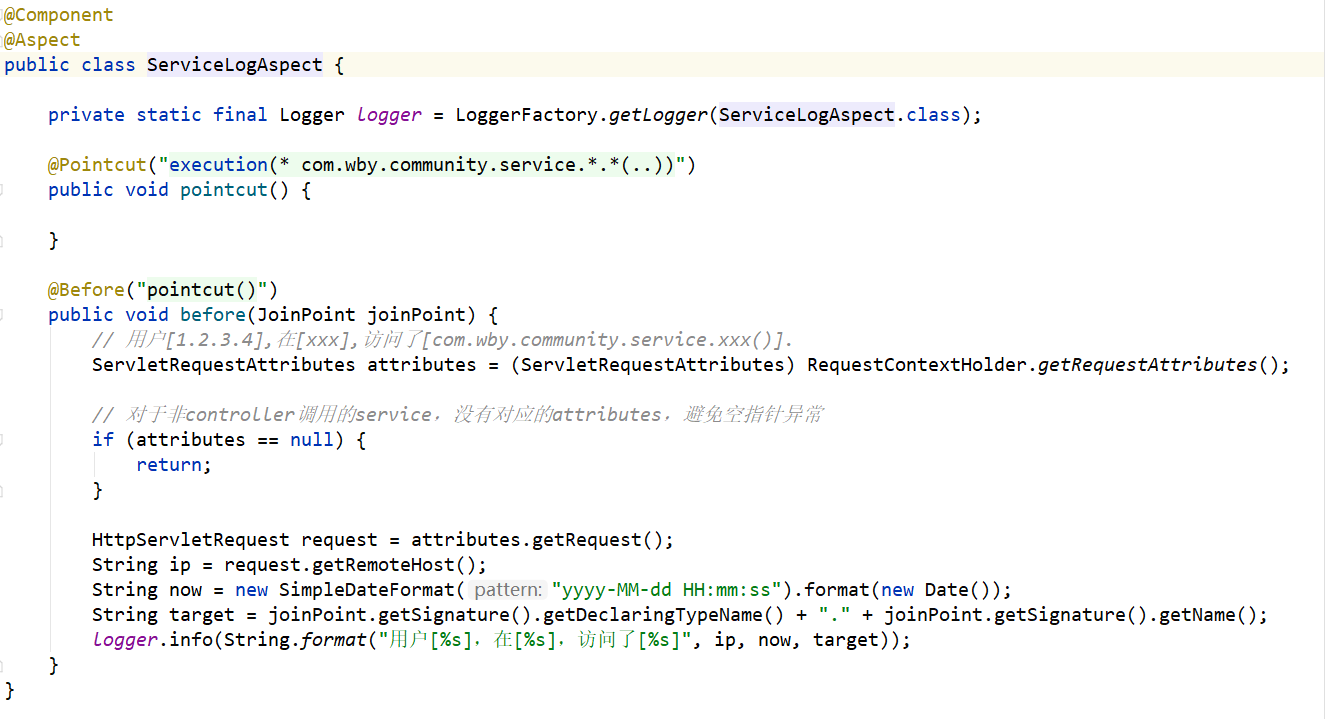 @Component
@Aspect
public class ServiceLogAspect {
private static final Logger logger = LoggerFactory.getLogger(ServiceLogAspect.class);
@Pointcut("execution(* com.wby.community.service.*.*(..))")
public void pointcut() {
}
@Before("pointcut()")
public void before(JoinPoint joinPoint) {
// 用户[1.2.3.4],在[xxx],访问了[com.wby.community.service.xxx()].
ServletRequestAttributes attributes = (ServletRequestAttributes) RequestContextHolder.getRequestAttributes();
// 对于非controller调用的service，没有对应的attributes，避免空指针异常
if (attributes == null) {
return;
}
HttpServletRequest request = attributes.getRequest();
String ip = request.getRemoteHost();
String now = new SimpleDateFormat( pattern: "yyyy-MM-dd HH:mm:ss").format(new Date());
String target = joinPoint.getSignature().getDeclaringTypeName() + "." + joinPoint.getSignature().getName();
logger.info(String.format("用户[%s]，在[%s]，访问了[%s]", ip, now, target));
}
}